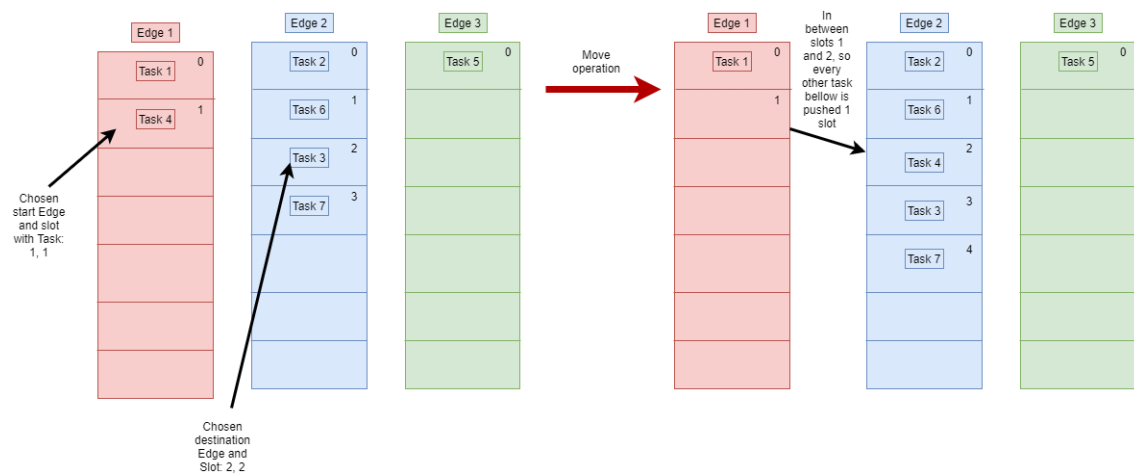 Edge 1
0
Task 1
1
Task 4
Chosen
start Edge
and slot
with Task:
1, 1
Edge 2
0
Task 2
1
Task 6
2
Task 3
3
Task 7
Chosen
destination
Edge and
Slot: 2, 2
Edge 3
0
Task 5
Move
operation
Edge 1
0
Task 1
1
In
between
slots 1
and 2, so
every
other task
bellow is
pushed 1
slot
Edge 2
0
Task 2
1
Task 6
2
Task 4
3
Task 3
4
Task 7
Edge 3
0
Task 5